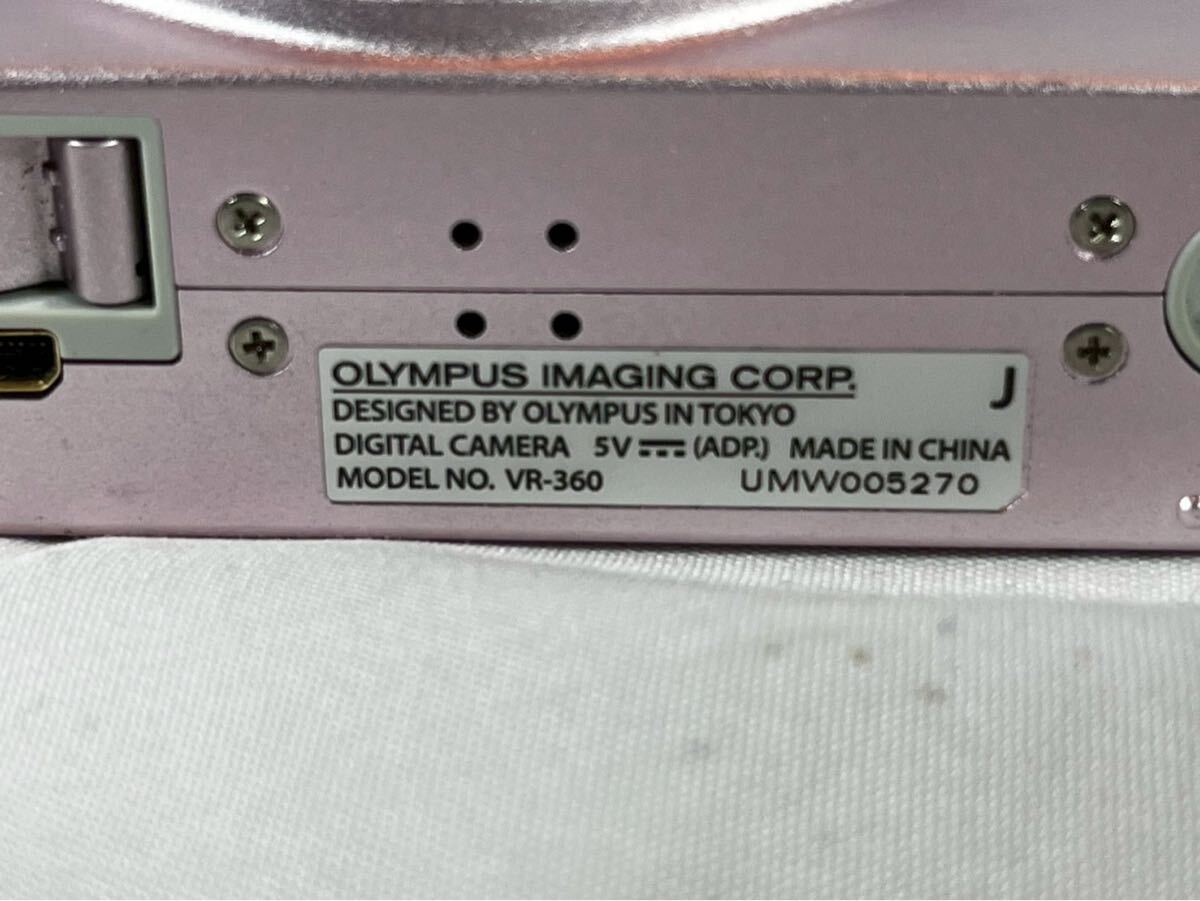 OLYMPUS IMAGING CORP. J
DESIGNED BY OLYMPUS IN TOKYO
DIGITAL CAMERA 5V ⎓ (ADP.) MADE IN CHINA
MODEL NO. VR-360 UMW005270